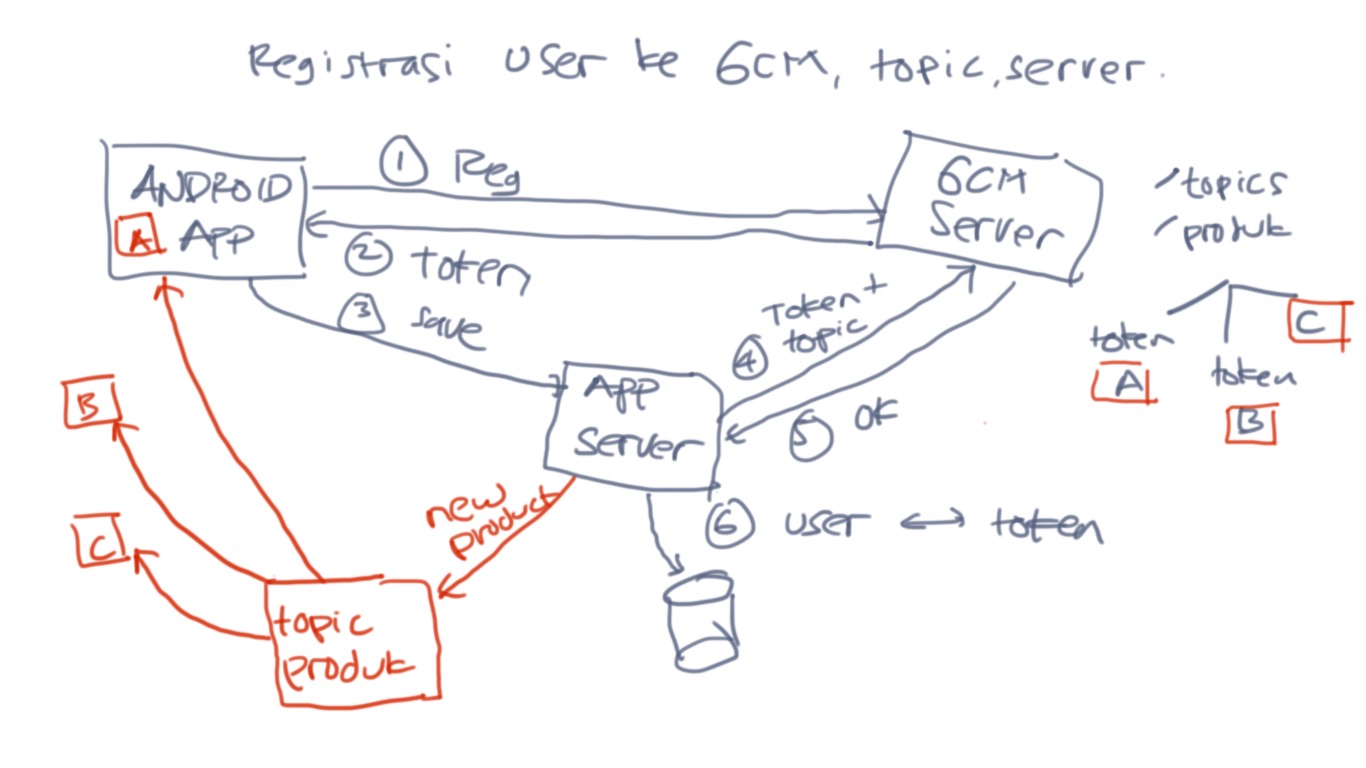 Registrasi user ke GCM, topic, server.
ANDROID
A APP
1 Reg
2 token
3 save
GCM
Server
/topics
/produk
token
A
token
B
C
4 Token +
topic
5 OK
APP
Server
6 user ↔ token
new
product
B
C
topic
produk